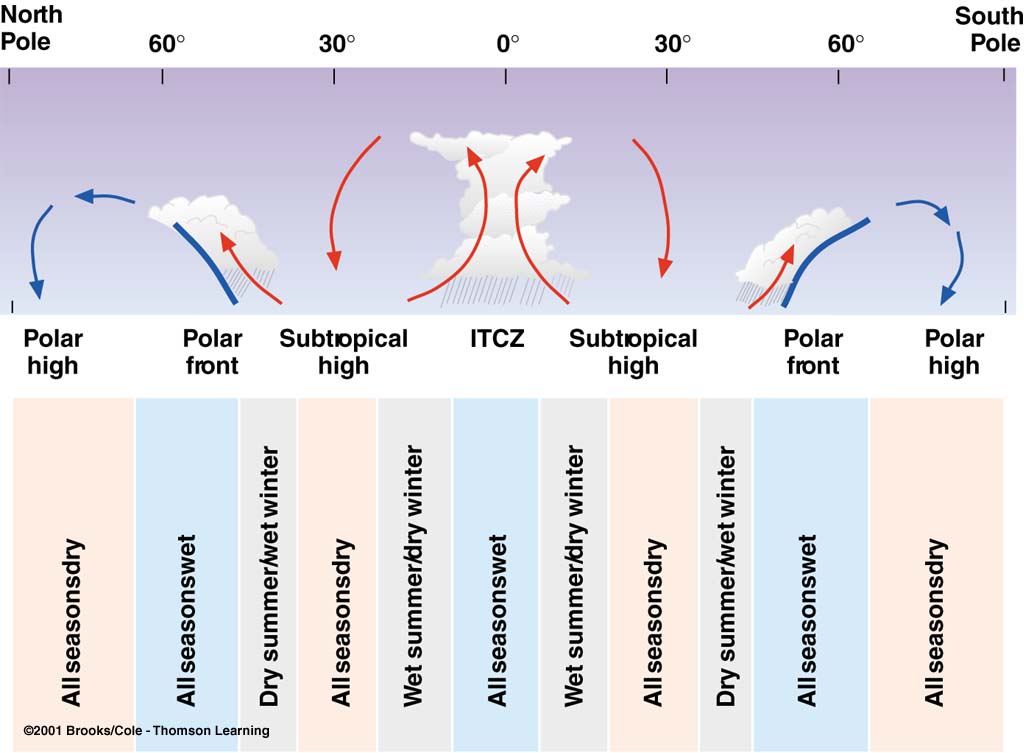 North
Pole
60°
30°
0°
30°
60°
South
Pole
Polar
high
Polar
front
Subtropical
high
ITCZ
Subtropical
high
Polar
front
Polar
high
All seasonsdry
All seasonswet
Dry summer/wet winter
All seasonsdry
Wet summer/dry winter
All seasonswet
Wet summer/dry winter
All seasonsdry
Dry summer/wet winter
All seasonswet
All seasonsdry
©2001 Brooks/Cole - Thomson Learning